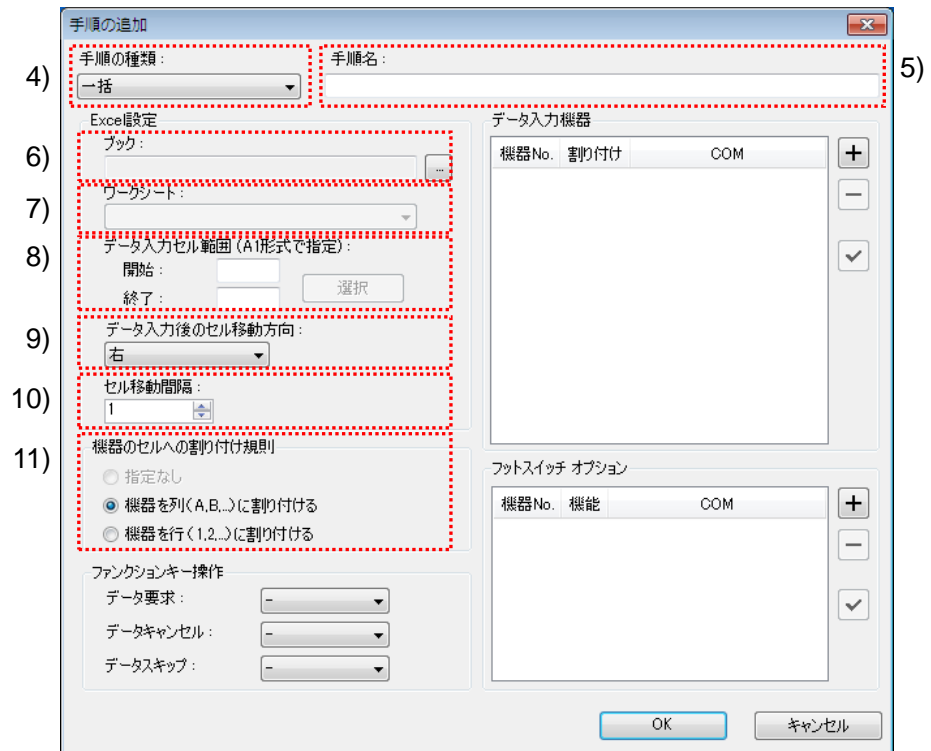 手順の追加
4)
手順の種類：
一括
手順名：
5)
Excel設定
6)
ブック：
...
7)
ワークシート：
8)
データ入力セル範囲（A1形式で指定）：
開始：
終了：
選択
9)
データ入力後のセル移動方向：
右
10)
セル移動間隔：
1
11)
機器のセルへの割り付け規則
指定なし
機器を列（A,B,...）に割り付ける
機器を行（1,2,...）に割り付ける
ファンクションキー操作
データ要求： -
データキャンセル： -
データスキップ： -
データ入力機器
機器No. 割り付け COM
フットスイッチ オプション
機器No. 機能 COM
OK
キャンセル